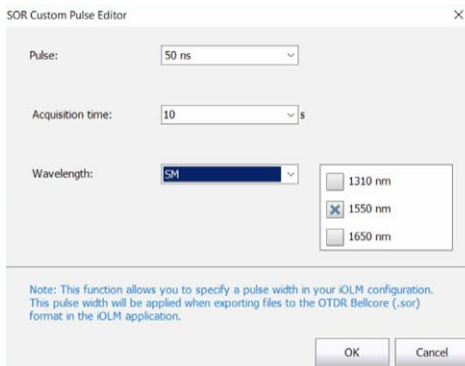 SOR Custom Pulse Editor
Pulse: 50 ns
Acquisition time: 10 s
Wavelength: SM
1310 nm
1550 nm
1650 nm
Note: This function allows you to specify a pulse width in your iOLM configuration.
This pulse width will be applied when exporting files to the OTDR Bellcore (.sor)
format in the iOLM application.
OK Cancel